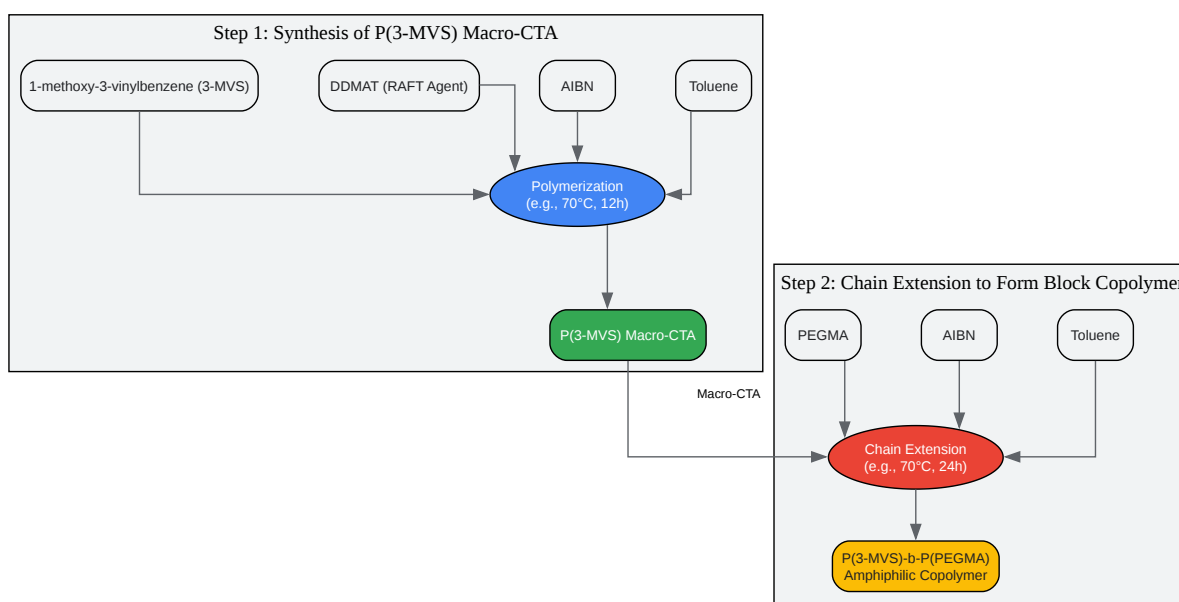 Step 1: Synthesis of P(3-MVS) Macro-CTA
1-methoxy-3-vinylbenzene (3-MVS)
DDMAT (RAFT Agent)
AIBN
Toluene
Polymerization
(e.g., 70°C, 12h)
P(3-MVS) Macro-CTA
Macro-CTA
Step 2: Chain Extension to Form Block Copolymer
PEGMA
AIBN
Toluene
Chain Extension
(e.g., 70°C, 24h)
P(3-MVS)-b-P(PEGMA)
Amphiphilic Copolymer